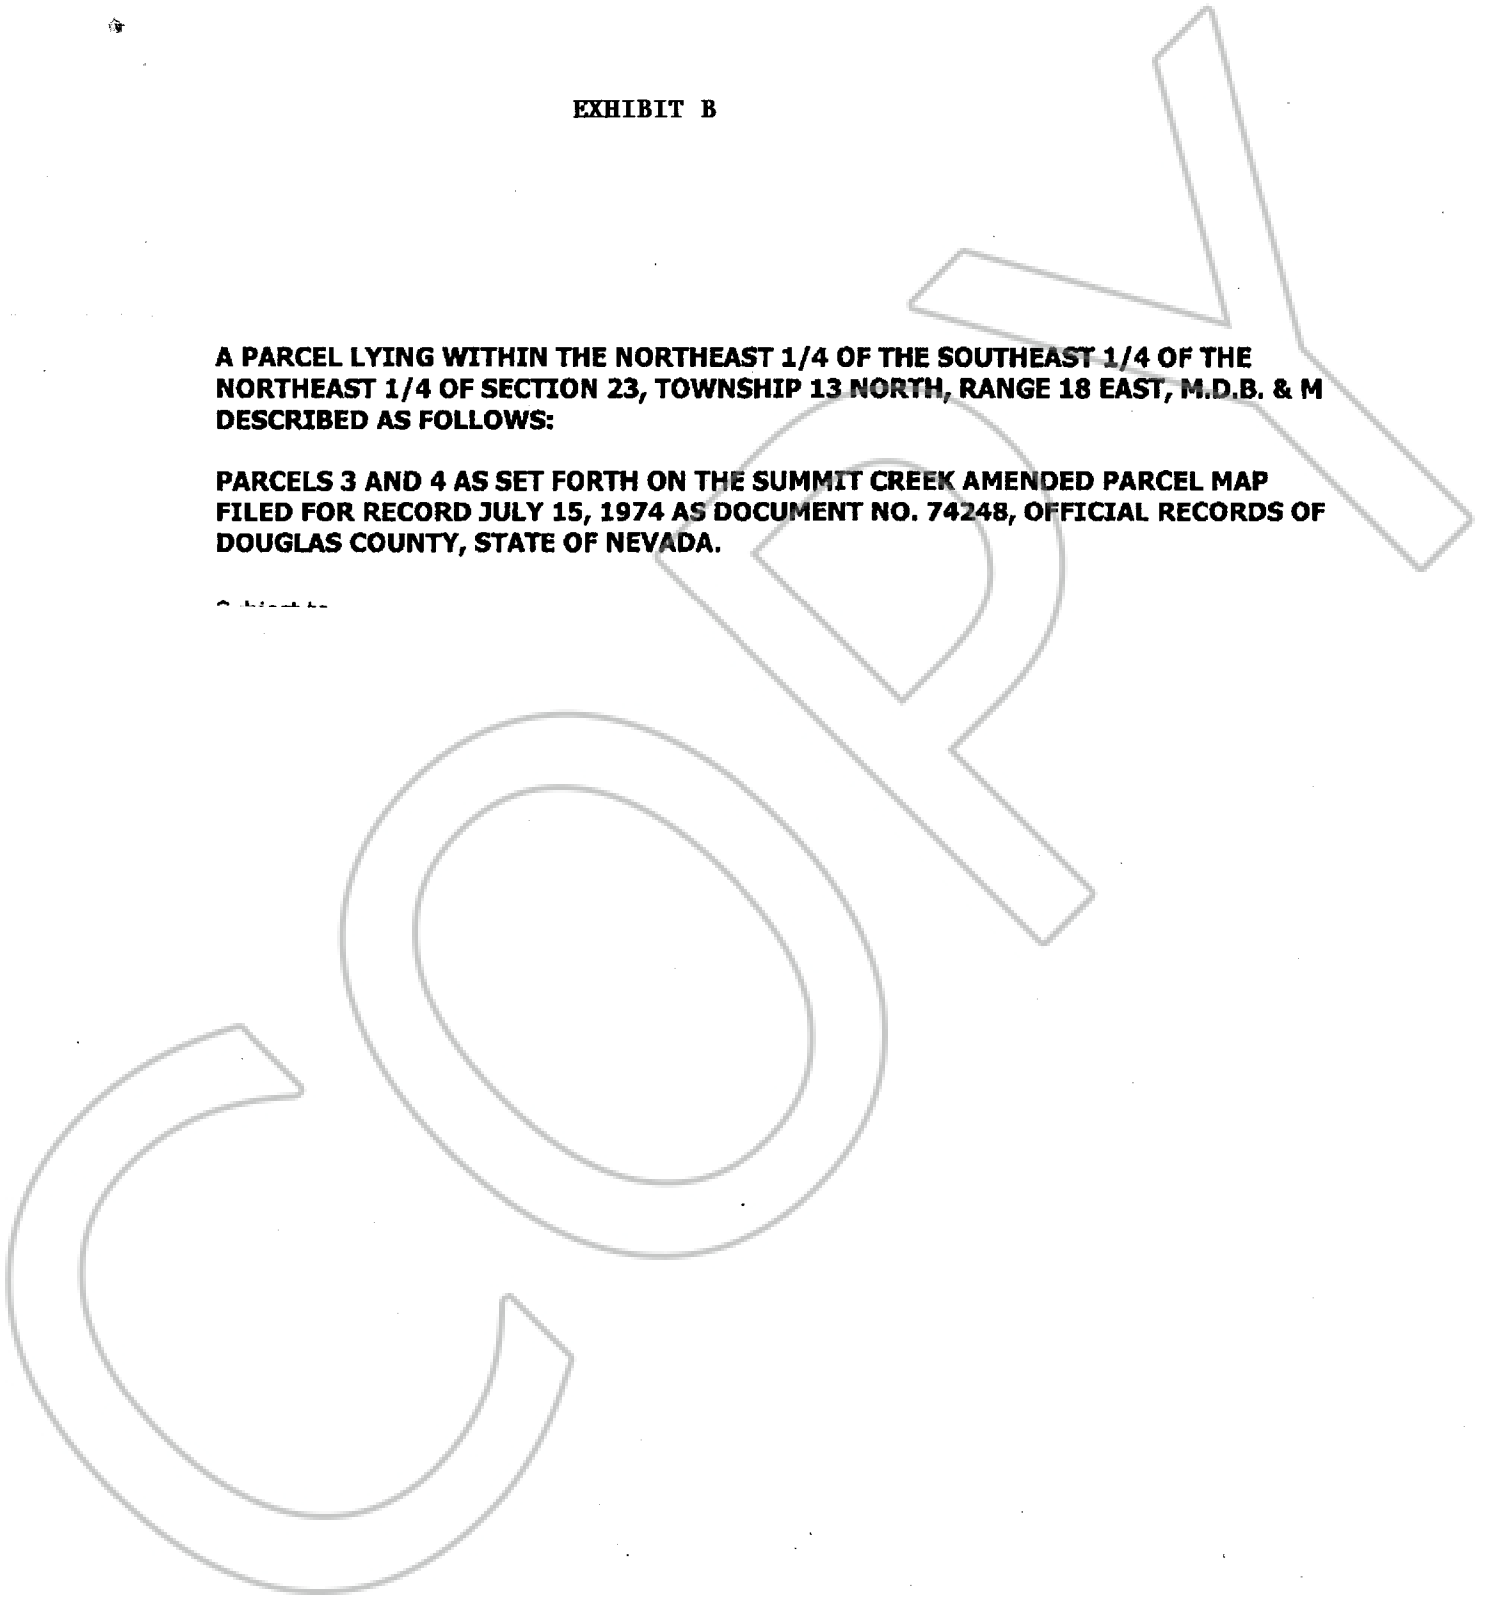 EXHIBIT B
A PARCEL LYING WITHIN THE NORTHEAST 1/4 OF THE SOUTHEAST 1/4 OF THE
NORTHEAST 1/4 OF SECTION 23, TOWNSHIP 13 NORTH, RANGE 18 EAST, M.D.B. & M
DESCRIBED AS FOLLOWS:
PARCELS 3 AND 4 AS SET FORTH ON THE SUMMIT CREEK AMENDED PARCEL MAP
FILED FOR RECORD JULY 15, 1974 AS DOCUMENT NO. 74248, OFFICIAL RECORDS OF
DOUGLAS COUNTY, STATE OF NEVADA.
COPY